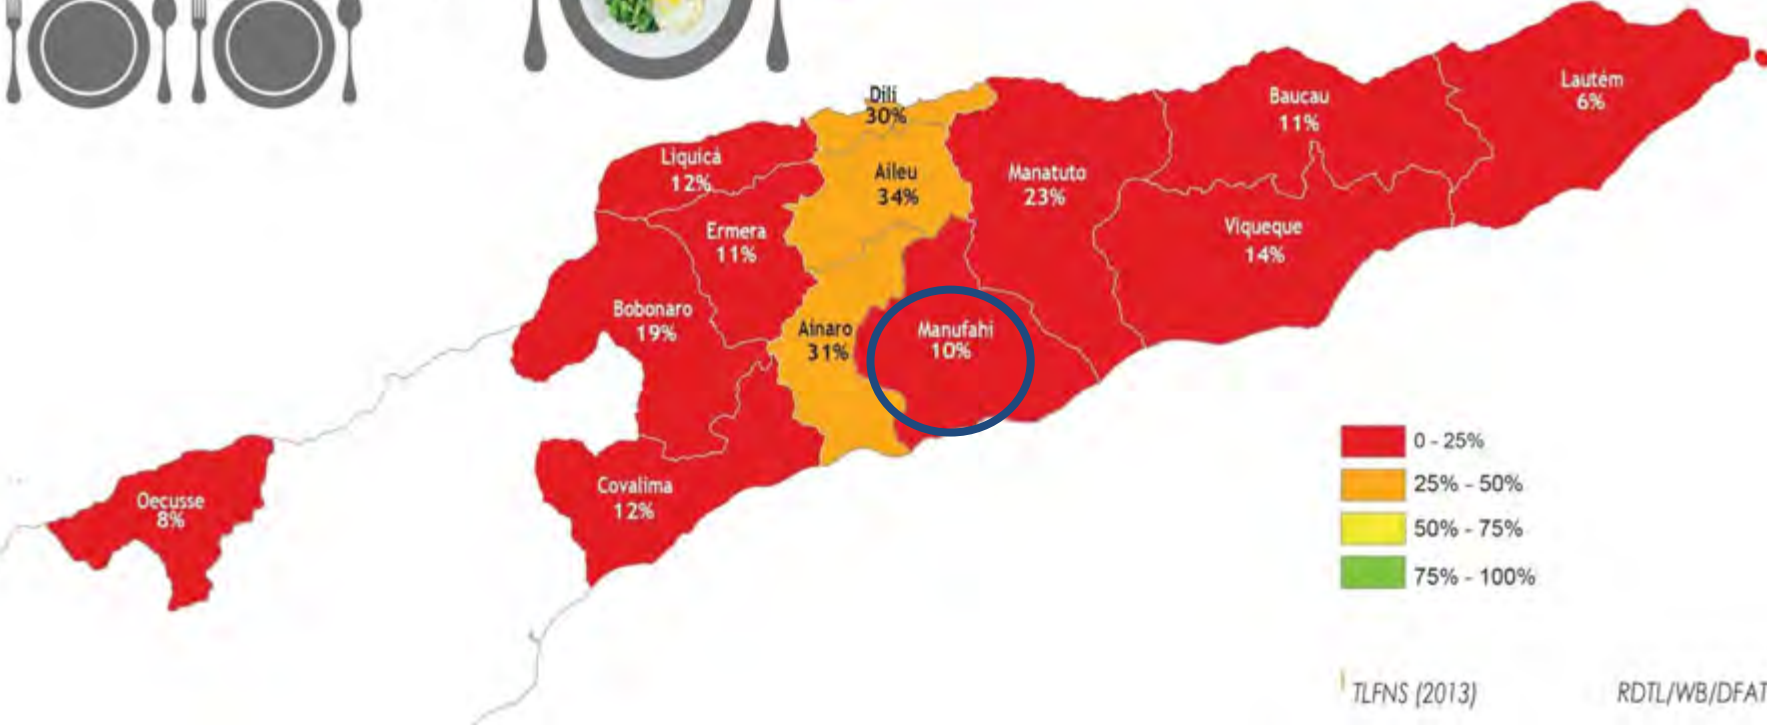 Dili
30%
Lautém
6%
Baucau
11%
Liquiçá
12%
Aileu
34%
Manatuto
23%
Ermera
11%
Viqueque
14%
Bobonaro
19%
Ainaro
31%
Manufahi
10%
Oecusse
8%
Covalima
12%
0 - 25%
25% - 50%
50% - 75%
75% - 100%
TLFNS (2013)
RDTL/WB/DFAT